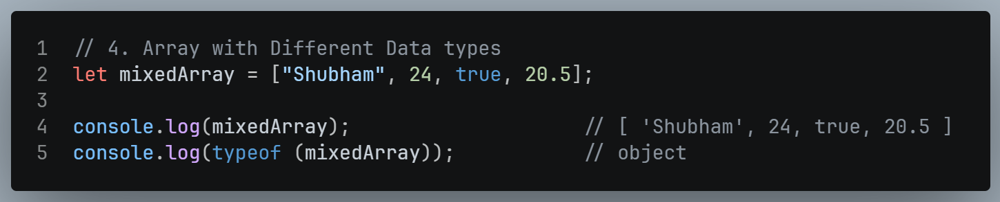 1 // 4. Array with Different Data types
2 let mixedArray = ["Shubham", 24, true, 20.5];
3
4 console.log(mixedArray); // [ 'Shubham', 24, true, 20.5 ]
5 console.log(typeof (mixedArray)); // object